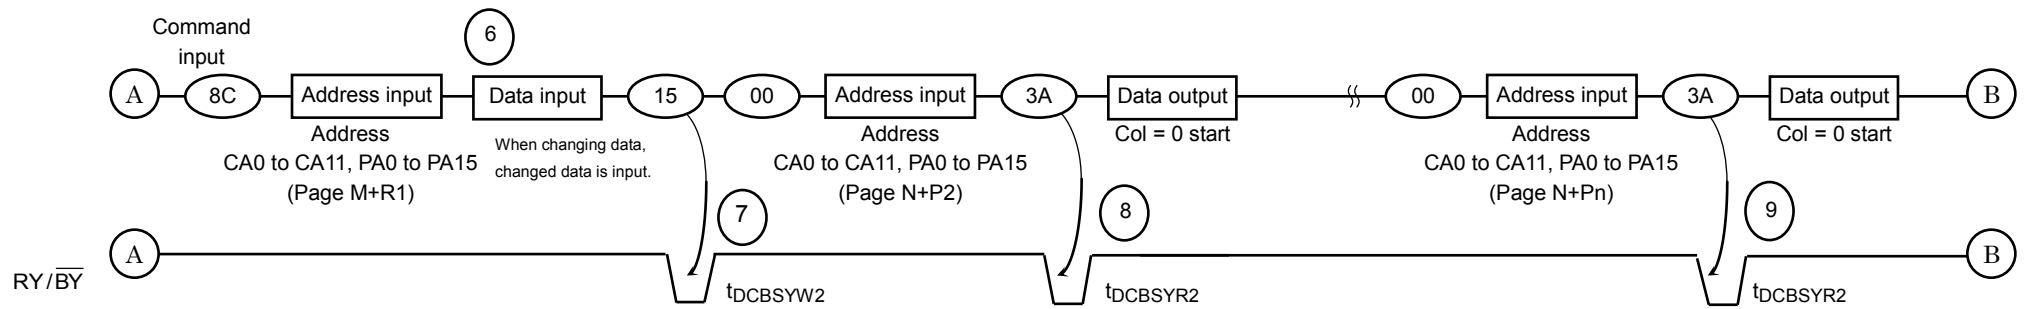 Command
input
6
A 8C Address input Data input 15 00 Address input 3A Data output 00 Address input 3A Data output B
Address
CA0 to CA11, PA0 to PA15
(Page M+R1)
When changing data,
changed data is input.
Address
CA0 to CA11, PA0 to PA15
(Page N+P2)
Col = 0 start
Address
CA0 to CA11, PA0 to PA15
(Page N+Pn)
Col = 0 start
7
8
9
A
B
RY/BY
tDCBSYW2
tDCBSYR2
tDCBSYR2